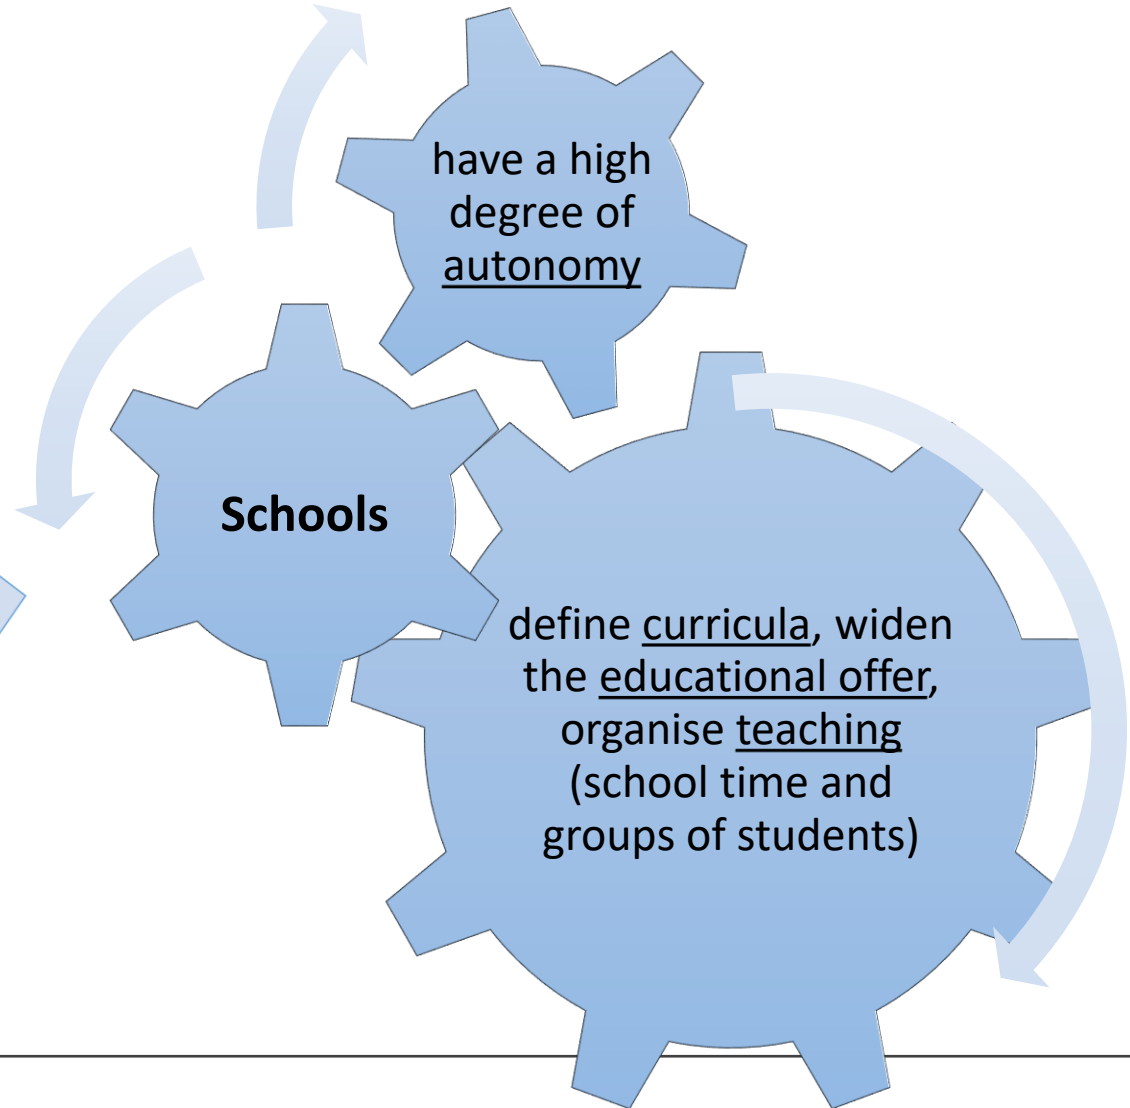 have a high
degree of
autonomy
Schools
define curricula, widen
the educational offer,
organise teaching
(school time and
groups of students)